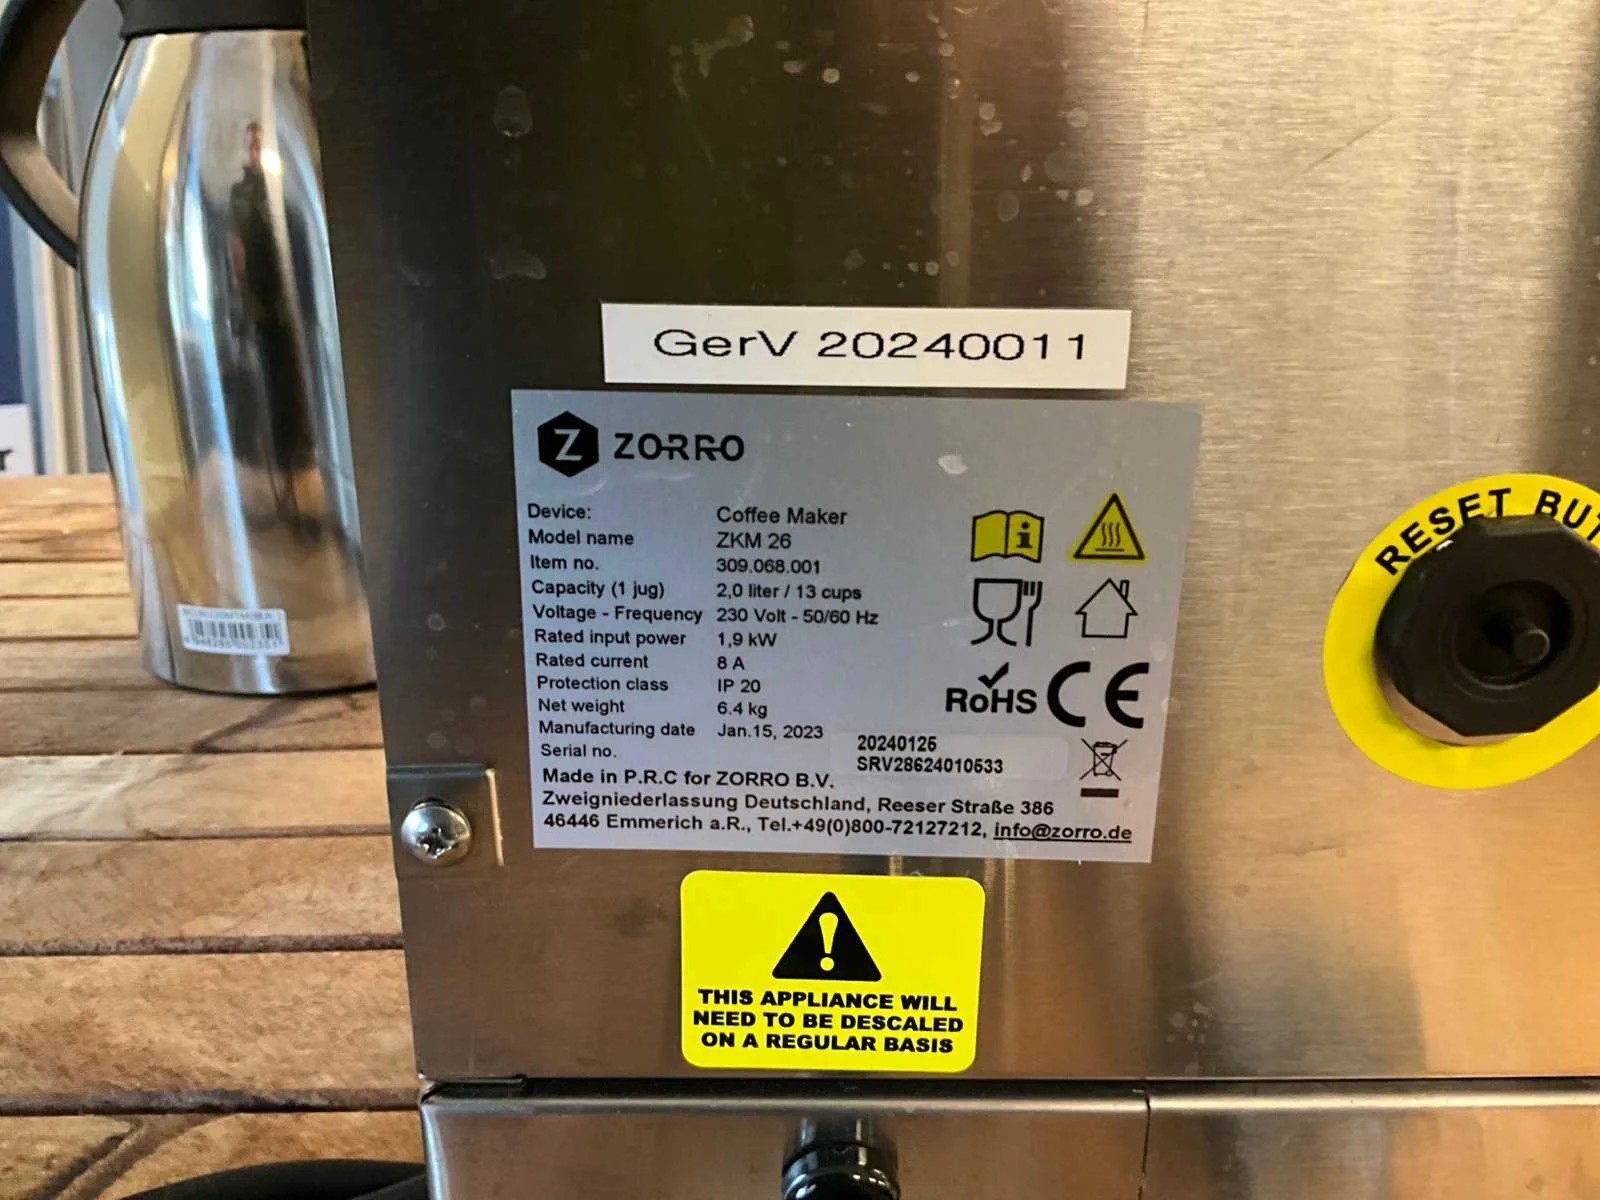 GerV 20240011
Z ZORRO
Device: Coffee Maker
Model name ZKM 26
Item no. 309.068.001
Capacity (1 jug) 2,0 liter / 13 cups
Voltage - Frequency 230 Volt - 50/60 Hz
Rated input power 1,9 kW
Rated current 8 A
Protection class IP 20
Net weight 6.4 kg
Manufacturing date Jan.15, 2023
Serial no. 20240126
SRV28624010533
RoHS CE
Made in P.R.C for ZORRO B.V.
Zweigniederlassung Deutschland, Reeser Straße 386
46446 Emmerich a.R., Tel.+49(0)800-72127212, info@zorro.de
RESET BUT
THIS APPLIANCE WILL
NEED TO BE DESCALED
ON A REGULAR BASIS